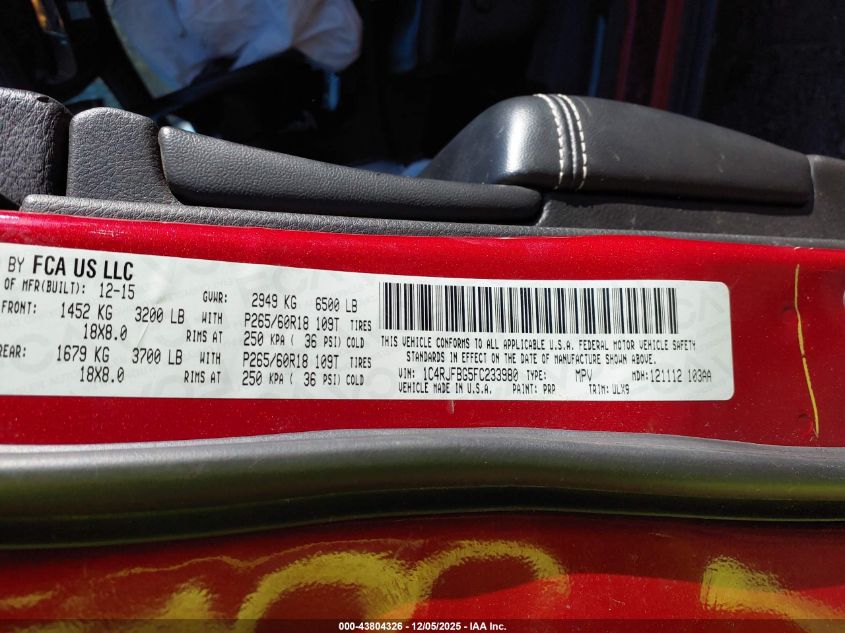 BY FCA US LLC
OF MFR(BUILT): 12-15 GVWR: 2949 KG 6500 LB
FRONT: 1452 KG 3200 LB WITH P265/60R18 109T TIRES
18X8.0 RIMS AT 250 KPA ( 36 PSI) COLD
REAR: 1679 KG 3700 LB WITH P265/60R18 109T TIRES
18X8.0 RIMS AT 250 KPA ( 36 PSI) COLD
THIS VEHICLE CONFORMS TO ALL APPLICABLE U.S.A. FEDERAL MOTOR VEHICLE SAFETY
STANDARDS IN EFFECT ON THE DATE OF MANUFACTURE SHOWN ABOVE.
VIN: 1C4RJFBG5FC233980 TYPE: MPV MDH: 121112 103AA
VEHICLE MADE IN U.S.A. PAINT: PRP TRIM: ULX9
000-43804326 - 12/05/2025 - IAA Inc.